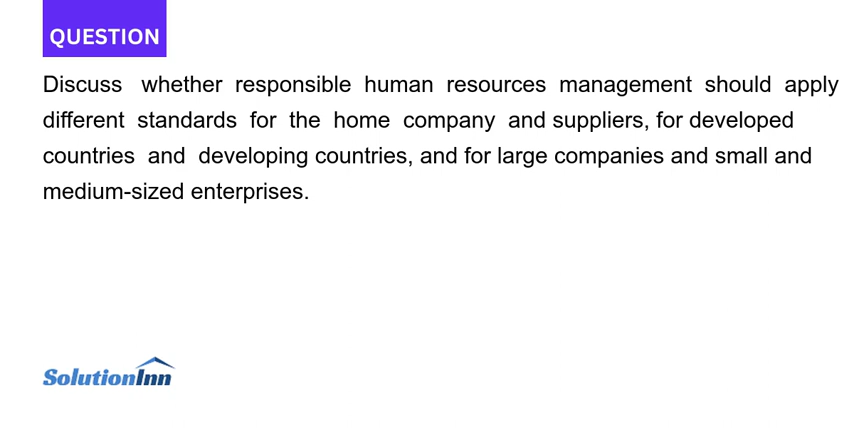 QUESTION
Discuss whether responsible human resources management should apply
different standards for the home company and suppliers, for developed
countries and developing countries, and for large companies and small and
medium-sized enterprises.
SolutionInn